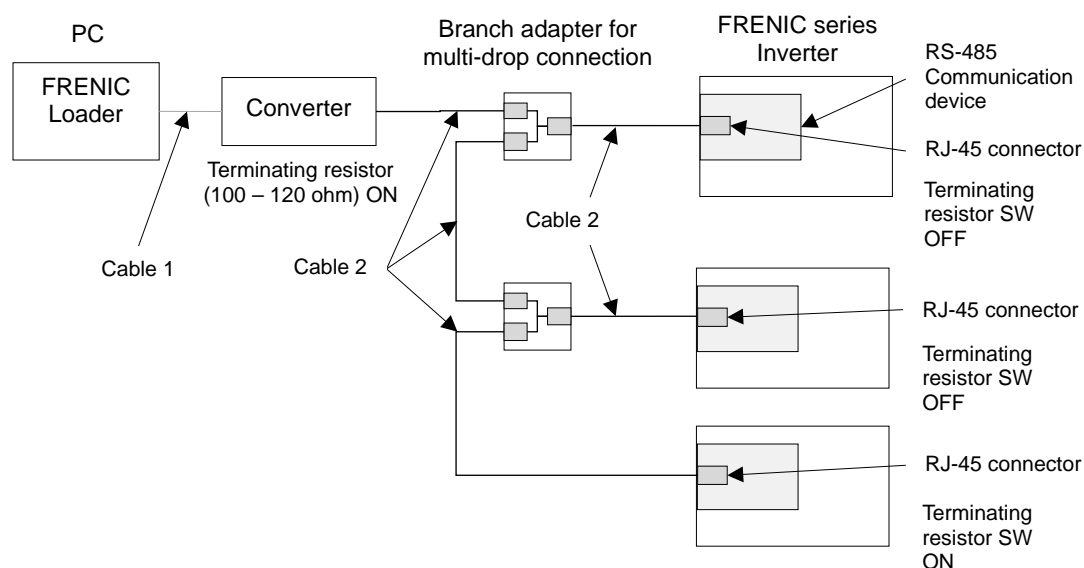 PC
FRENIC
Loader
Converter
Terminating resistor
(100 – 120 ohm) ON
Cable 1
Cable 2
Branch adapter for
multi-drop connection
Cable 2
FRENIC series
Inverter
RS-485
Communication
device
RJ-45 connector
Terminating
resistor SW
OFF
RJ-45 connector
Terminating
resistor SW
OFF
RJ-45 connector
Terminating
resistor SW
ON